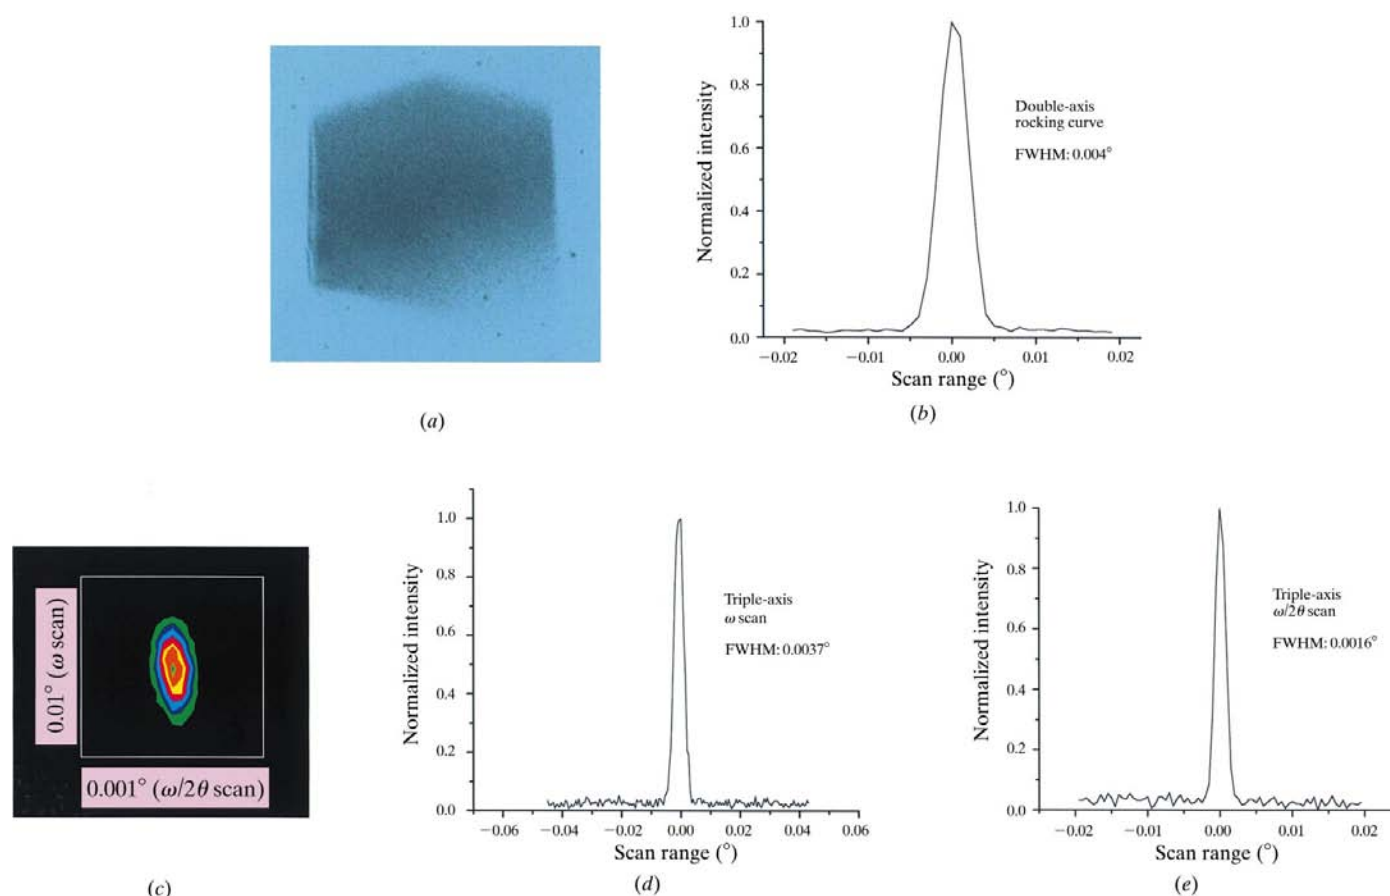 (a)
Normalized intensity
1.0
0.8
0.6
0.4
0.2
0.0
Double-axis
rocking curve
FWHM: 0.004°
−0.02 −0.01 0.00 0.01 0.02
Scan range (°)
(b)
0.01° (ω scan)
0.001° (ω/2θ scan)
(c)
Normalized intensity
1.0
0.8
0.6
0.4
0.2
0.0
Triple-axis
ω scan
FWHM: 0.0037°
−0.06 −0.04 −0.02 0.00 0.02 0.04 0.06
Scan range (°)
(d)
Normalized intensity
1.0
0.8
0.6
0.4
0.2
0.0
Triple-axis
ω/2θ scan
FWHM: 0.0016°
−0.02 −0.01 0.00 0.01 0.02
Scan range (°)
(e)